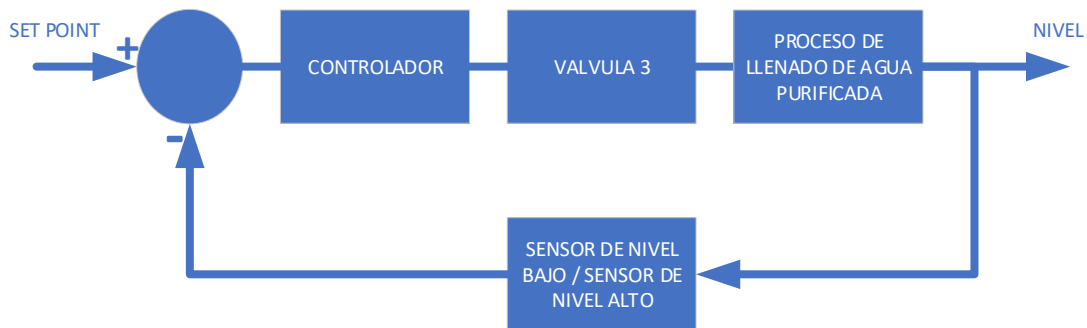 SET POINT
+
-
CONTROLADOR
VALVULA 3
PROCESO DE
LLENADO DE AGUA
PURIFICADA
NIVEL
SENSOR DE NIVEL
BAJO / SENSOR DE
NIVEL ALTO